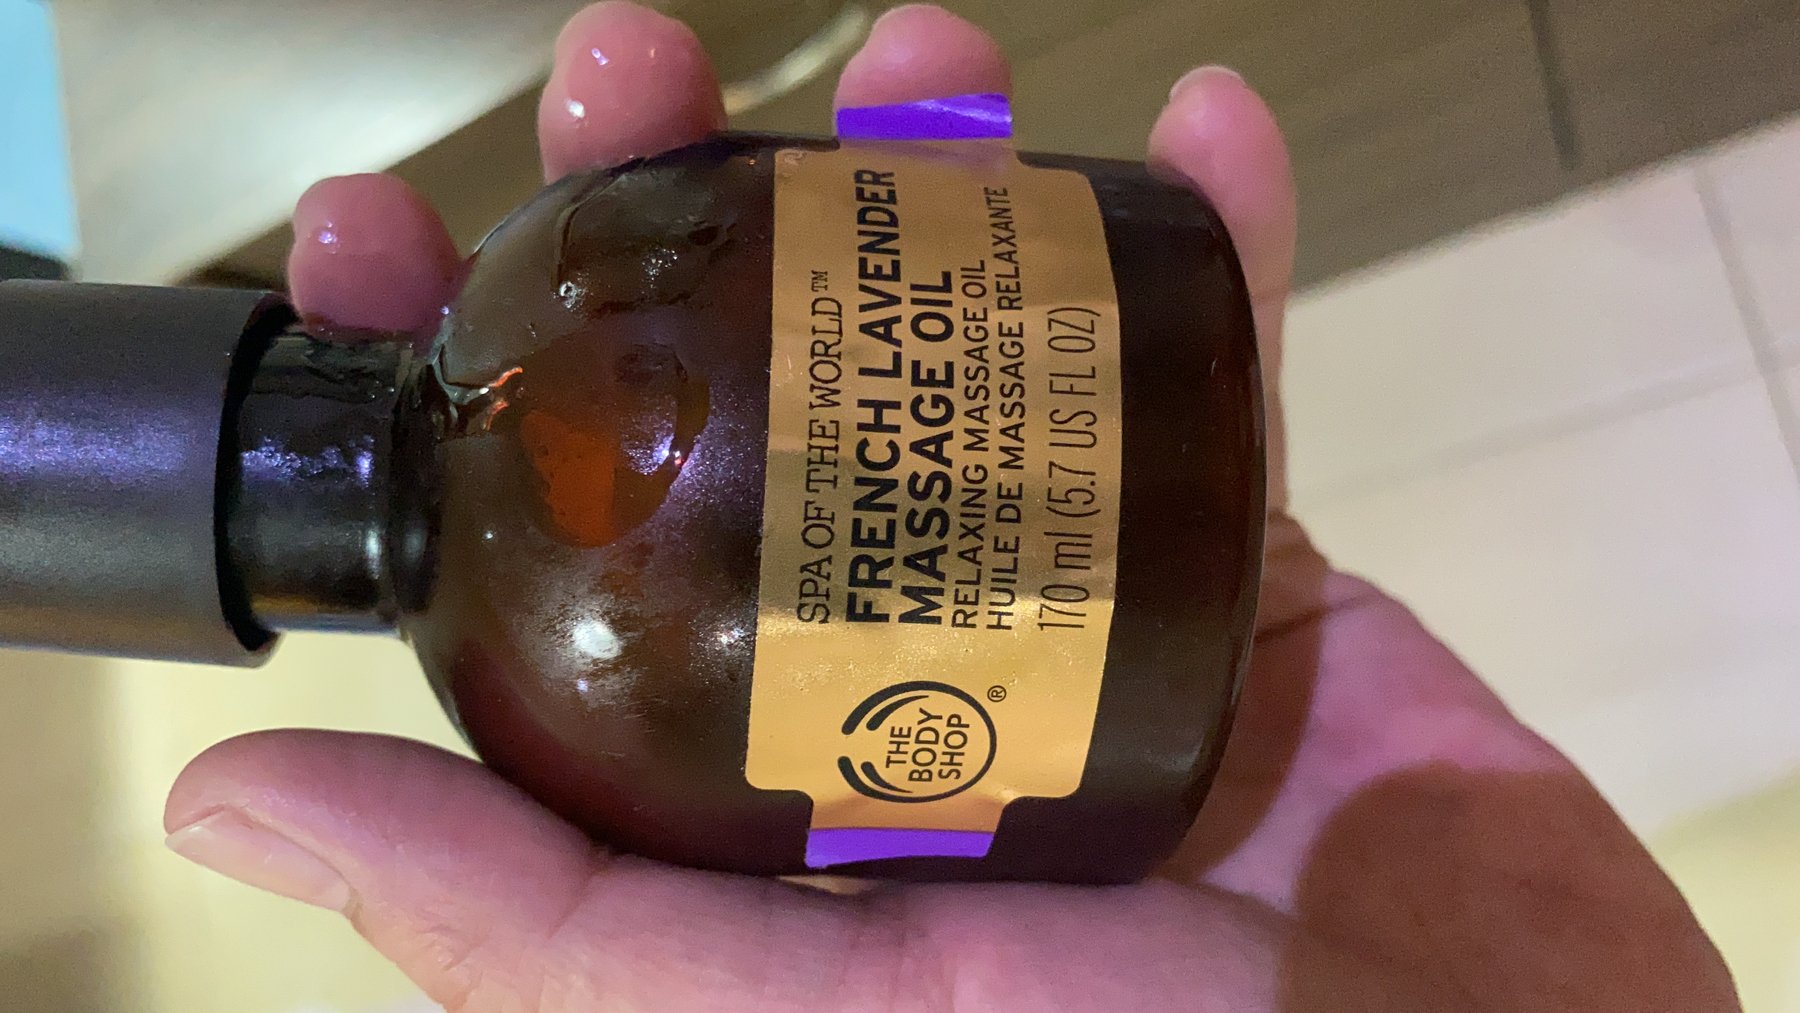 SPA OF THE WORLD™
FRENCH LAVENDER
MASSAGE OIL
RELAXING MASSAGE OIL
HUILE DE MASSAGE RELAXANTE
170 ml (5.7 US FL OZ)
THE
BODY
SHOP®